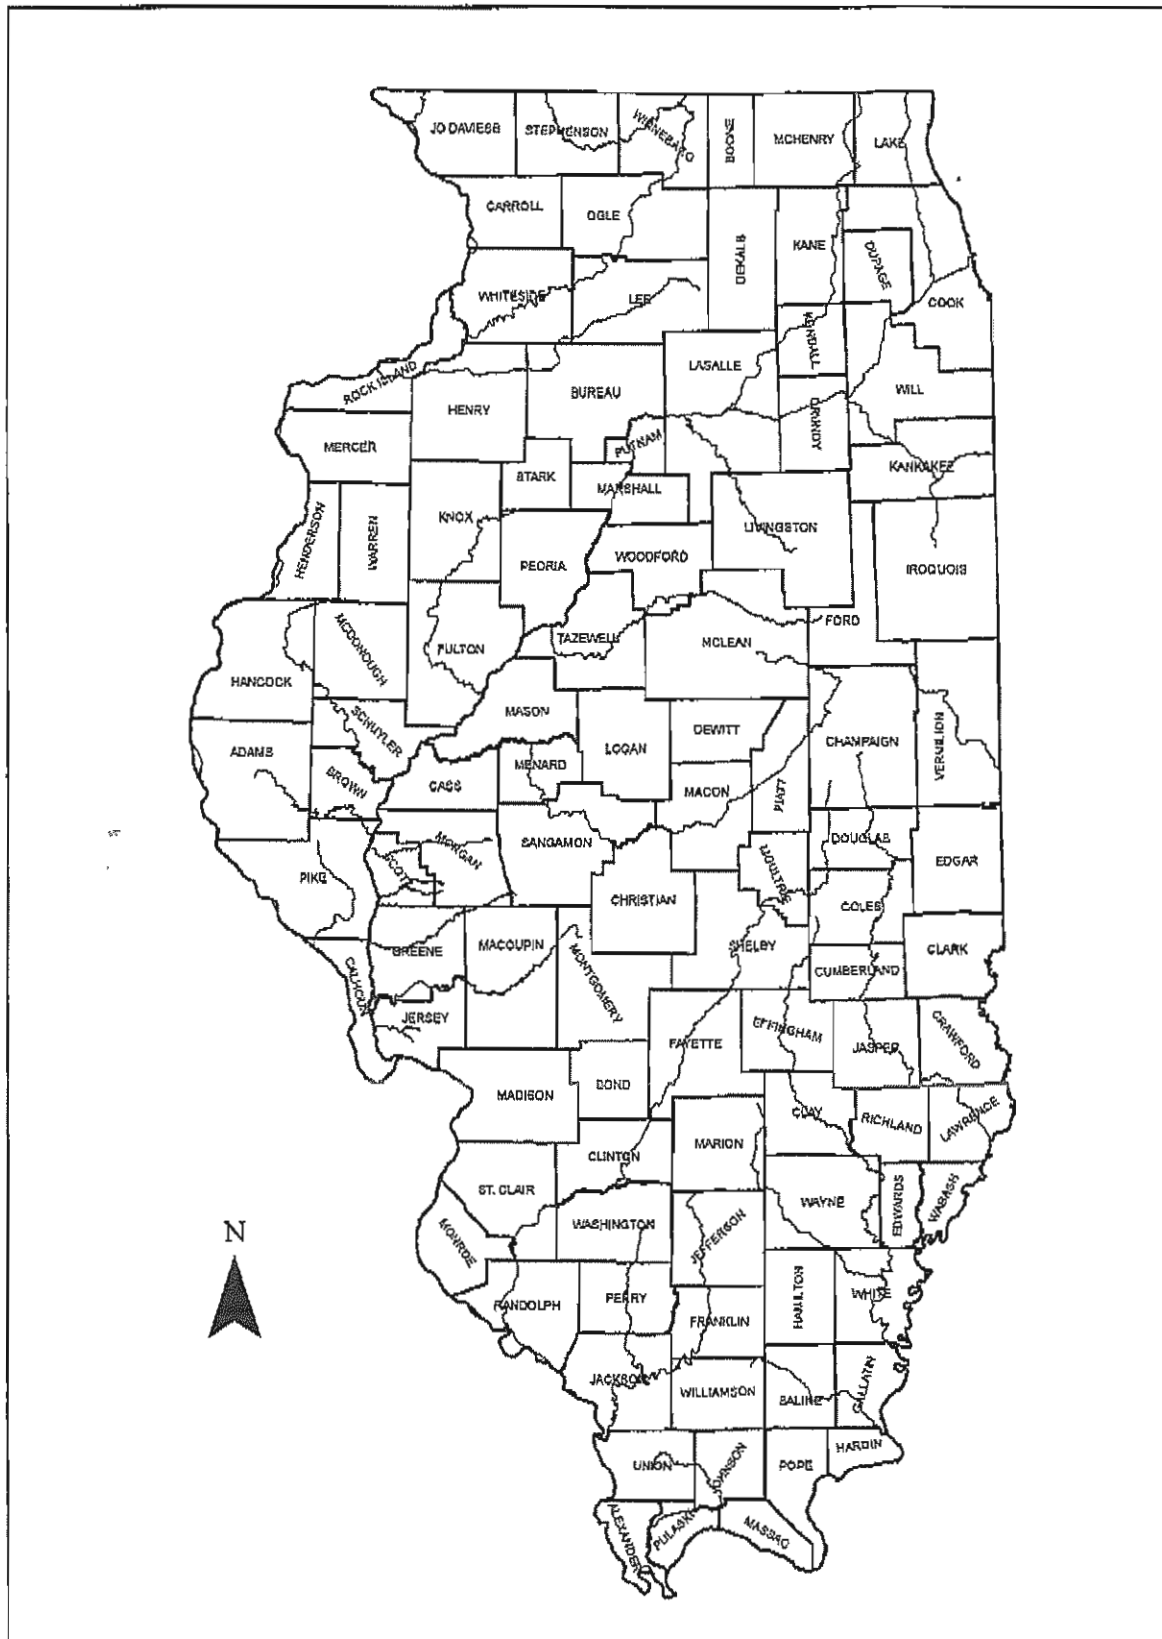 JO DAVIESS
STEPHENSON
WINNEBAGO
BOONE
MCHENRY
LAKE
CARROLL
OGLE
DEKALB
KANE
DUPAGE
COOK
WHITESIDE
LEE
KENDALL
ROCK ISLAND
HENRY
BUREAU
LASALLE
GRUNDY
WILL
MERCER
STARK
PUTNAM
MARSHALL
KANKAKEE
HENDERSON
WARREN
KNOX
PEORIA
WOODFORD
LIVINGSTON
IROQUOIS
HANCOCK
MCDONOUGH
FULTON
TAZEWELL
MCLEAN
FORD
ADAMS
SCHUYLER
MASON
LOGAN
DEWITT
CHAMPAIGN
VERMILION
BROWN
CASS
MENARD
MACON
PIATT
PIKE
SCOTT
MORGAN
SANGAMON
CHRISTIAN
MOULTRIE
DOUGLAS
EDGAR
COLES
CALHOUN
GREENE
MACOUPIN
MONTGOMERY
SHELBY
CUMBERLAND
CLARK
JERSEY
FAYETTE
EFFINGHAM
JASPER
CRAWFORD
MADISON
BOND
CLAY
RICHLAND
LAWRENCE
CLINTON
MARION
ST. CLAIR
WAYNE
EDWARDS
WABASH
MONROE
WASHINGTON
JEFFERSON
N
RANDOLPH
PERRY
FRANKLIN
HAMILTON
WHITE
JACKSON
WILLIAMSON
SALINE
GALLATIN
UNION
JOHNSON
POPE
HARDIN
ALEXANDER
PULASKI
MASSAC